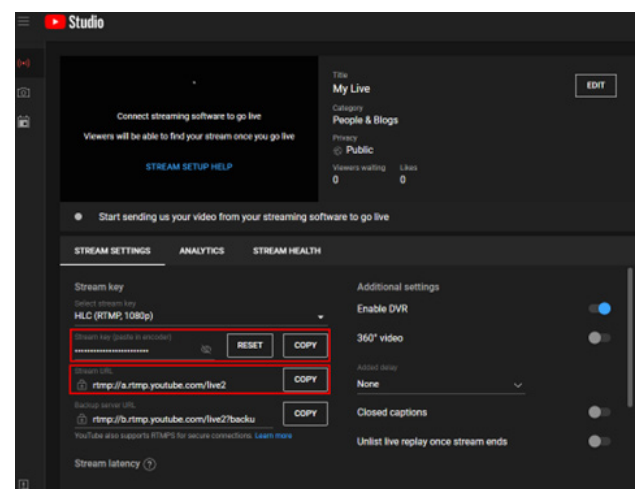 Studio
Title
My Live
EDIT
Category
People & Blogs
Privacy
Public
Viewers waiting Likes
0 0
Connect streaming software to go live
Viewers will be able to find your stream once you go live
STREAM SETUP HELP
Start sending us your video from your streaming software to go live
STREAM SETTINGS ANALYTICS STREAM HEALTH
Stream key
Select stream key
HLC (RTMP, 1080p)
Stream key (paste in encoder)
RESET COPY
Stream URL
rtmp://a.rtmp.youtube.com/live2
COPY
Backup server URL
rtmp://b.rtmp.youtube.com/live2?backu
COPY
YouTube also supports RTMPS for secure connections. Learn more
Stream latency ?
Additional settings
Enable DVR
360° video
Added delay
None
Closed captions
Unlist live replay once stream ends